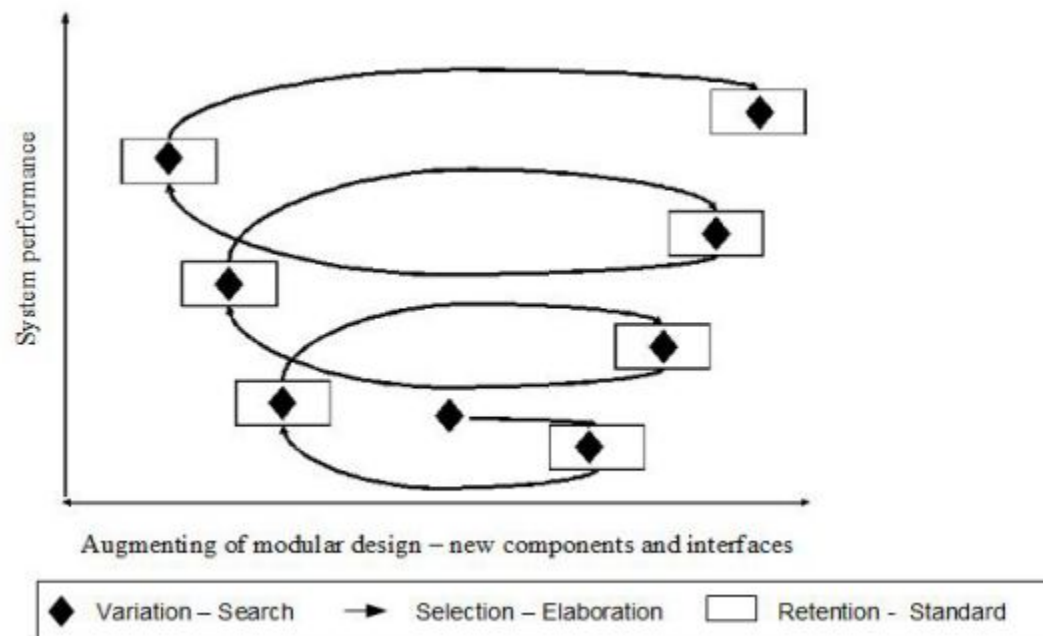 System performance
Augmenting of modular design – new components and interfaces
Variation – Search
Selection – Elaboration
Retention - Standard